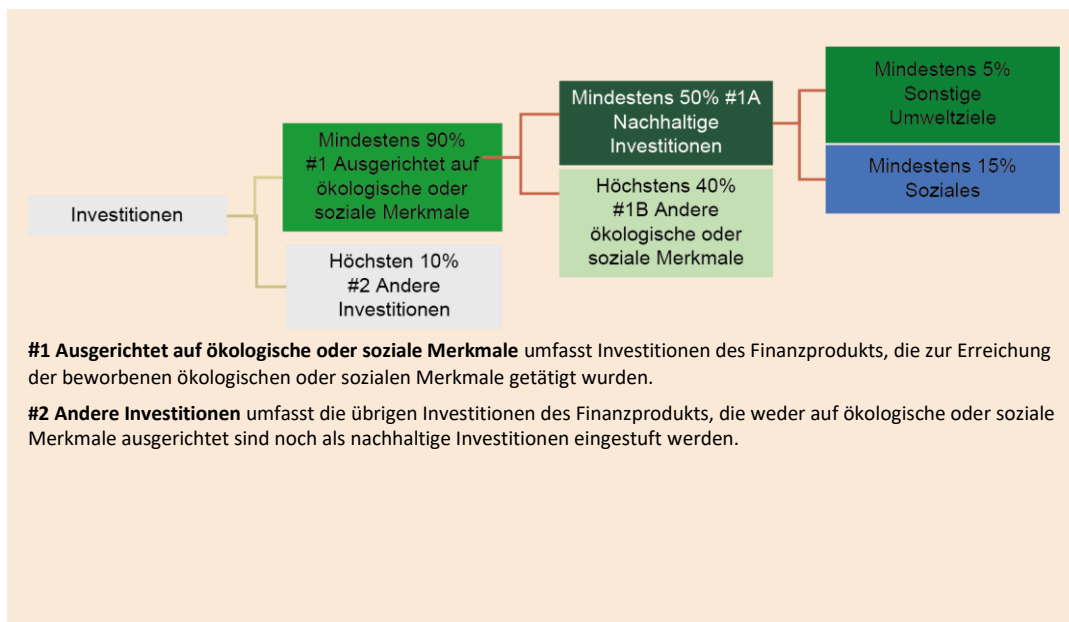 Investitionen
Mindestens 90%
#1 Ausgerichtet auf
ökologische oder
soziale Merkmale
Höchsten 10%
#2 Andere
Investitionen
Mindestens 50% #1A
Nachhaltige
Investitionen
Höchstens 40%
#1B Andere
ökologische oder
soziale Merkmale
Mindestens 5%
Sonstige
Umweltziele
Mindestens 15%
Soziales
#1 Ausgerichtet auf ökologische oder soziale Merkmale umfasst Investitionen des Finanzprodukts, die zur Erreichung
der beworbenen ökologischen oder sozialen Merkmale getätigt wurden.
#2 Andere Investitionen umfasst die übrigen Investitionen des Finanzprodukts, die weder auf ökologische oder soziale
Merkmale ausgerichtet sind noch als nachhaltige Investitionen eingestuft werden.